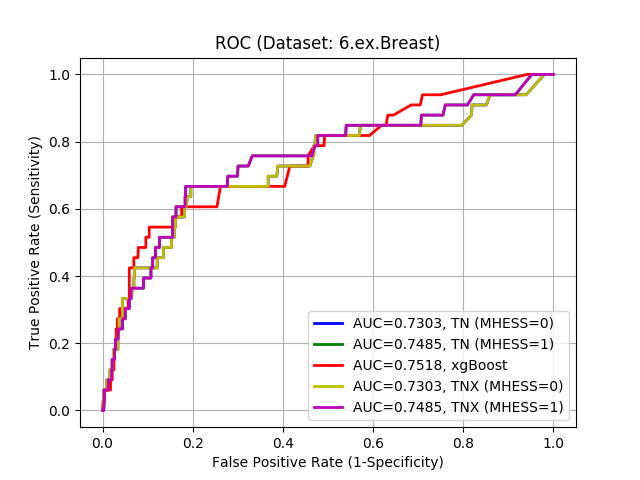 ROC (Dataset: 6.ex.Breast)
True Positive Rate (Sensitivity)
1.0
0.8
0.6
0.4
0.2
0.0
AUC=0.7303, TN (MHESS=0)
AUC=0.7485, TN (MHESS=1)
AUC=0.7518, xgBoost
AUC=0.7303, TNX (MHESS=0)
AUC=0.7485, TNX (MHESS=1)
0.0 0.2 0.4 0.6 0.8 1.0
False Positive Rate (1-Specificity)